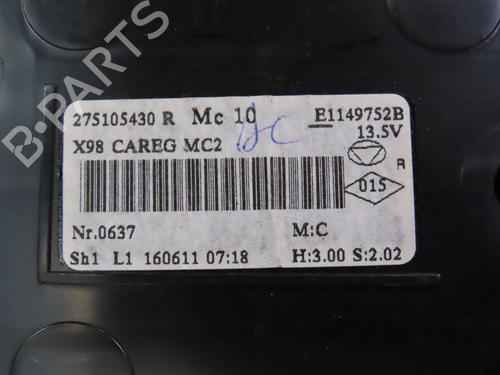 B-PARTS
275105430 R Mc 10 E1149752B
13.5V
X98 CAREG MC2
R
015
Nr.0637 M:C
Sh1 L1 160611 07:18 H:3.00 S:2.02